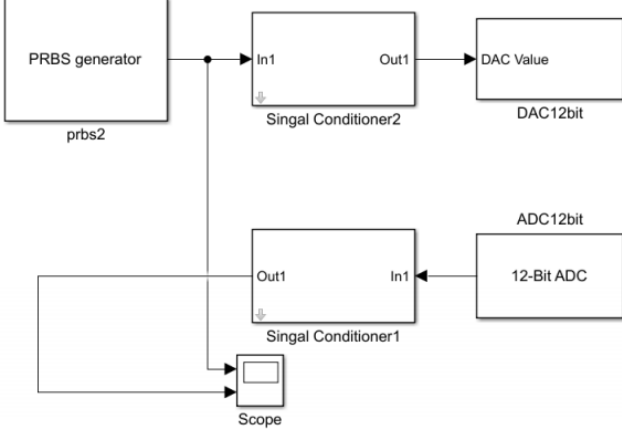 PRBS generator
prbs2
In1
Out1
Singal Conditioner2
DAC Value
DAC12bit
ADC12bit
Out1
In1
Singal Conditioner1
12-Bit ADC
Scope